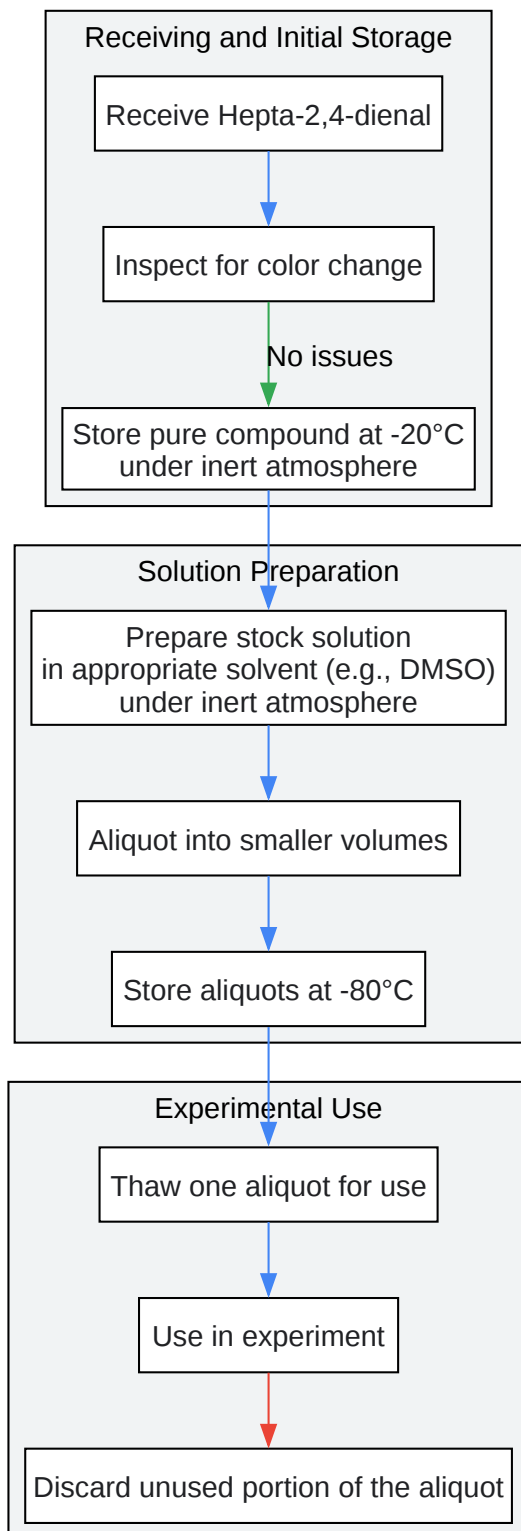 Receiving and Initial Storage
Receive Hepta-2,4-dienal
Inspect for color change
No issues
Store pure compound at -20°C
under inert atmosphere
Solution Preparation
Prepare stock solution
in appropriate solvent (e.g., DMSO)
under inert atmosphere
Aliquot into smaller volumes
Store aliquots at -80°C
Experimental Use
Thaw one aliquot for use
Use in experiment
Discard unused portion of the aliquot